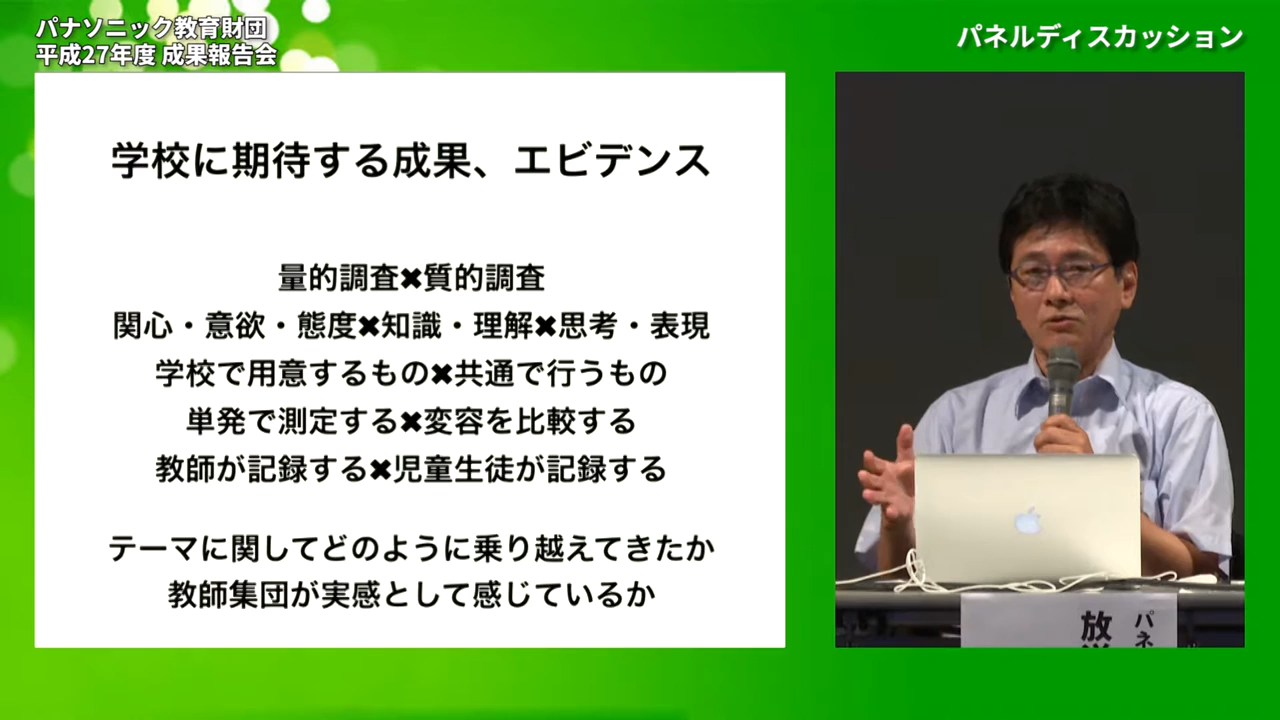 パナソニック教育財団
平成27年度 成果報告会
パネルディスカッション
学校に期待する成果、エビデンス
量的調査✖質的調査
関心・意欲・態度✖知識・理解✖思考・表現
学校で用意するもの✖共通で行うもの
単発で測定する✖変容を比較する
教師が記録する✖児童生徒が記録する
テーマに関してどのように乗り越えてきたか
教師集団が実感として感じているか
パネ
放